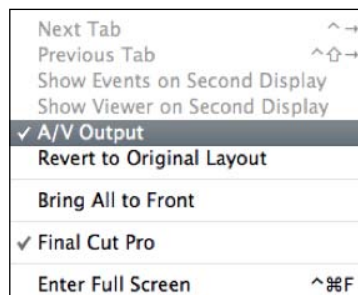 Next Tab ^→
Previous Tab ^⇧→
Show Events on Second Display
Show Viewer on Second Display
✓ A/V Output
Revert to Original Layout
Bring All to Front
✓ Final Cut Pro
Enter Full Screen ^⌘F